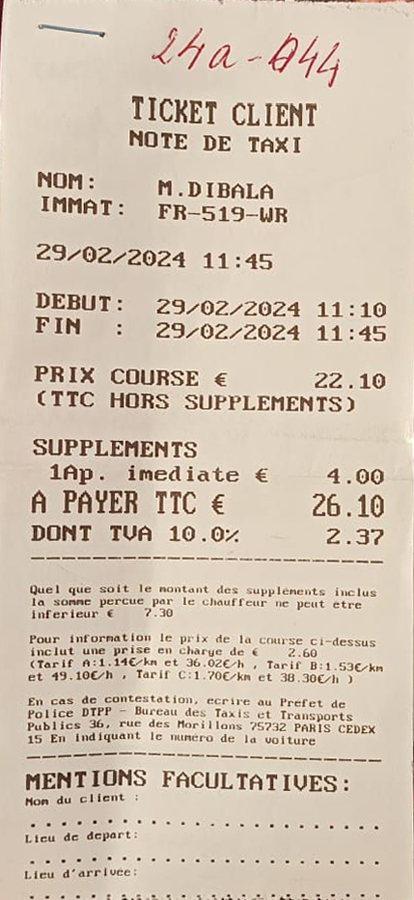 24a-A44
TICKET CLIENT
NOTE DE TAXI
NOM: M.DIBALA
IMMAT: FR-519-WR
29/02/2024 11:45
DEBUT: 29/02/2024 11:10
FIN : 29/02/2024 11:45
PRIX COURSE € 22.10
(TTC HORS SUPPLEMENTS)
SUPPLEMENTS
1Ap. imediate € 4.00
A PAYER TTC € 26.10
DONT TVA 10.0% 2.37
Quel que soit le montant des suppléments inclus
la somme percue par le chauffeur ne peut etre
inferieur € 7.30
Pour information le prix de la course ci-dessus
inclut une prise en charge de € 2.60
(Tarif A:1.14€/km et 36.02€/h , Tarif B:1.53€/km
et 49.10€/h , Tarif C:1.70€/km et 38.30€/h )
En cas de contestation, ecrire au Prefet de
Police DTPP - Bureau des Taxis et Transports
Publics 36, rue des Morillons 75732 PARIS CEDEX
15 En indiquant le numero de la voiture
MENTIONS FACULTATIVES:
Nom du client :
Lieu de depart:
Lieu d'arrivée: